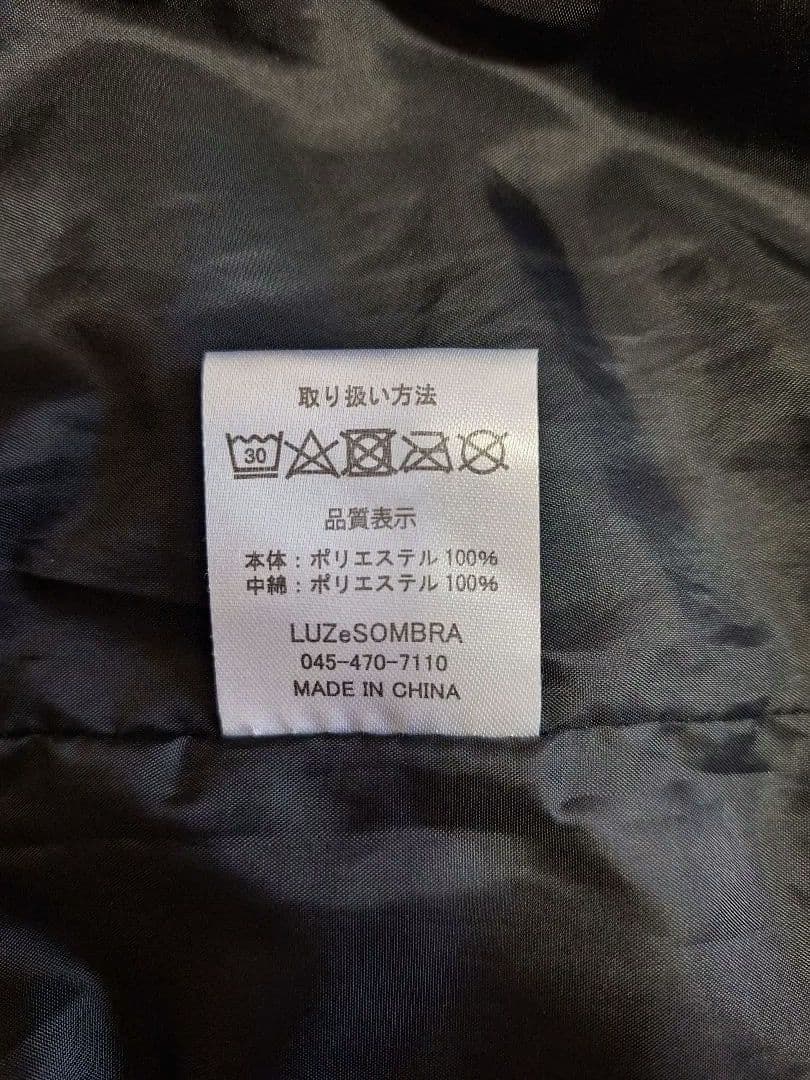 取り扱い方法
30
品質表示
本体：ポリエステル 100%
中綿：ポリエステル 100%
LUZeSOMBRA
045-470-7110
MADE IN CHINA